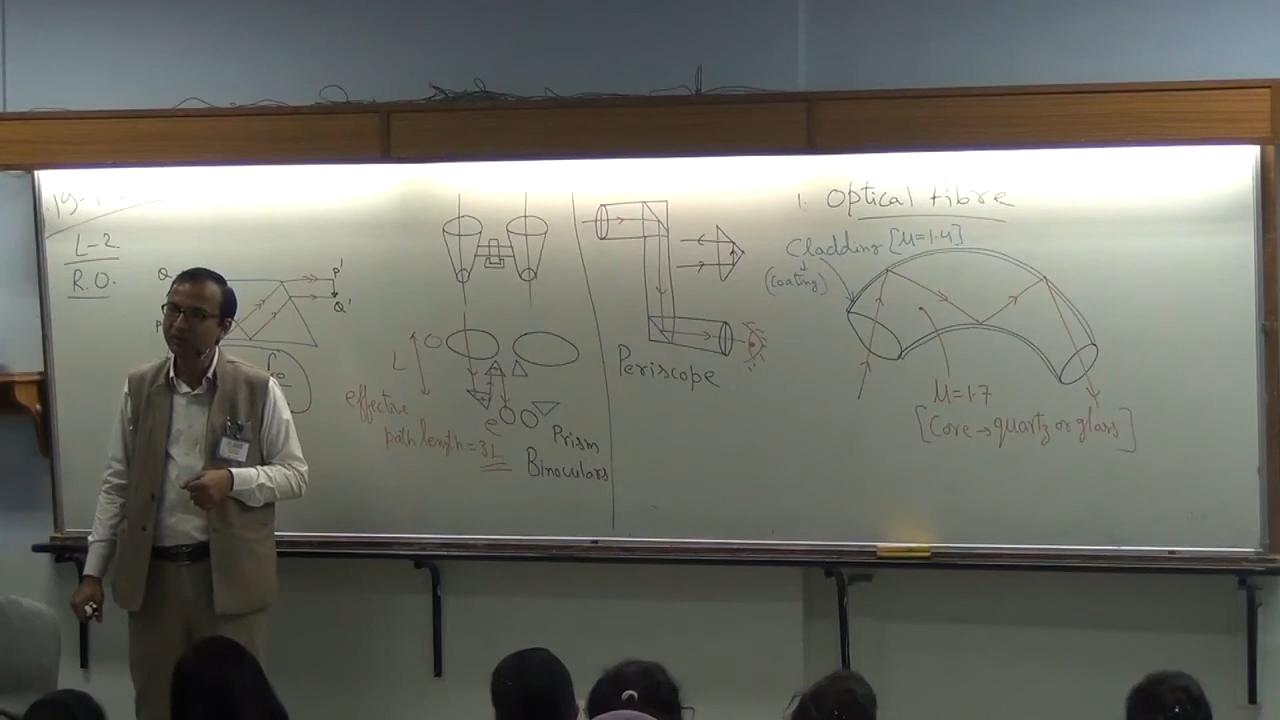 L-2
R.O.
Q
P'
Q'
P
L
O
effective
path length = 3L
e
Prism
Binoculars
Periscope
1. Optical fibre
Cladding [μ=1.4]
(coating)
μ=1.7
[Core → quartz or glass]